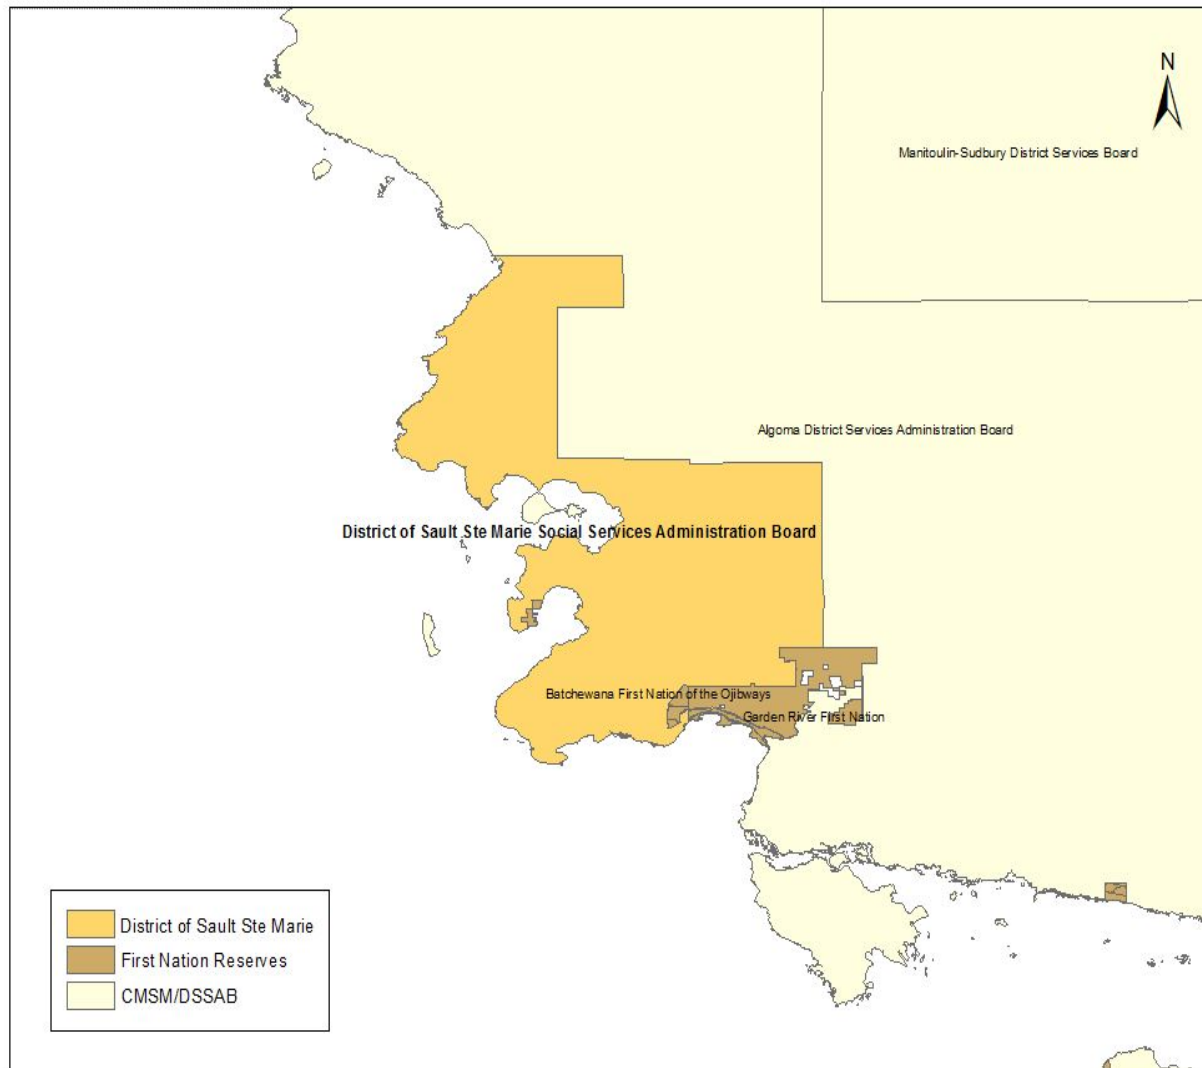 N
Manitoulin-Sudbury District Services Board
Algoma District Services Administration Board
District of Sault Ste Marie Social Services Administration Board
Batchewana First Nation of the Ojibways
Garden River First Nation
District of Sault Ste Marie
First Nation Reserves
CMSM/DSSAB